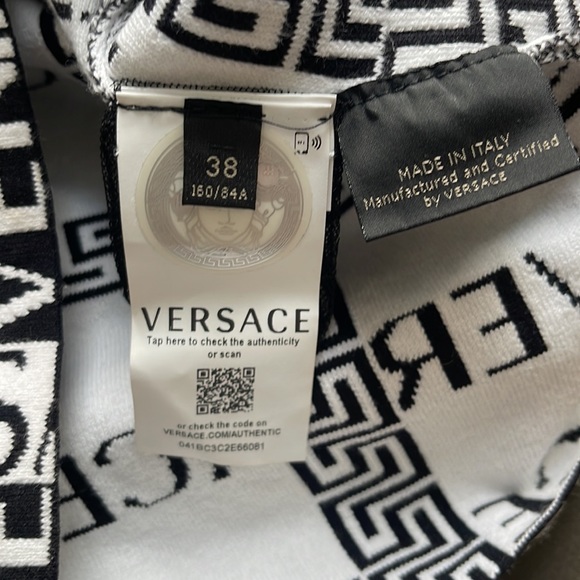 38
160/84A
VERSACE
Tap here to check the authenticity
or scan
or check the code on
VERSACE.COM/AUTHENTIC
041BC3C2E66081
MADE IN ITALY
Manufactured and Certified
by VERSACE